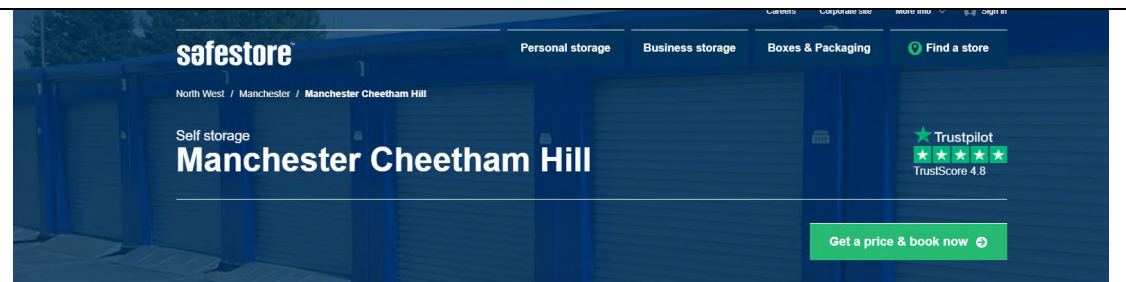 Careers Corporate site More info Sign in
safestore
Personal storage Business storage Boxes & Packaging Find a store
North West / Manchester / Manchester Cheetham Hill
Self storage
Manchester Cheetham Hill
Trustpilot
TrustScore 4.8
Get a price & book now